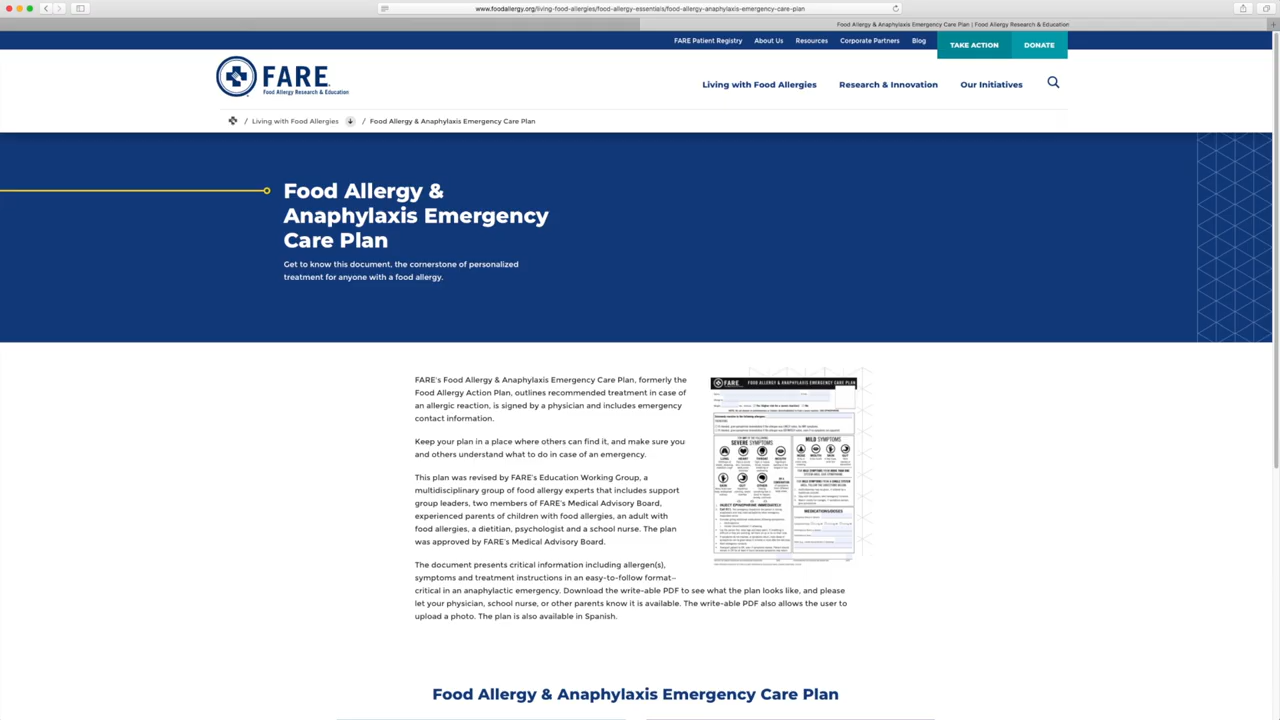 www.foodallergy.org/living-food-allergies/food-allergy-essentials/food-allergy-anaphylaxis-emergency-care-plan
Food Allergy & Anaphylaxis Emergency Care Plan | Food Allergy Research & Education
FARE Patient Registry About Us Resources Corporate Partners Blog TAKE ACTION DONATE
FARE
Food Allergy Research & Education
Living with Food Allergies Research & Innovation Our Initiatives
/ Living with Food Allergies / Food Allergy & Anaphylaxis Emergency Care Plan
Food Allergy &
Anaphylaxis Emergency
Care Plan
Get to know this document, the cornerstone of personalized
treatment for anyone with a food allergy.
FARE's Food Allergy & Anaphylaxis Emergency Care Plan, formerly the
Food Allergy Action Plan, outlines recommended treatment in case of
an allergic reaction, is signed by a physician and includes emergency
contact information.
Keep your plan in a place where others can find it, and make sure you
and others understand what to do in case of an emergency.
This plan was revised by FARE's Education Working Group, a
multidisciplinary group of food allergy experts that includes support
group leaders, two members of FARE's Medical Advisory Board,
experienced parents of children with food allergies, an adult with
food allergies, a dietitian, psychologist and a school nurse. The plan
was approved by FARE's Medical Advisory Board.
The document presents critical information including allergen(s),
symptoms and treatment instructions in an easy-to-follow format—
critical in an anaphylactic emergency. Download the write-able PDF to see what the plan looks like, and please
let your physician, school nurse, or other parents know it is available. The write-able PDF also allows the user to
upload a photo. The plan is also available in Spanish.
FARE FOOD ALLERGY & ANAPHYLAXIS EMERGENCY CARE PLAN
SEVERE SYMPTOMS
MILD SYMPTOMS
INJECT EPINEPHRINE IMMEDIATELY
MEDICATIONS/DOSES
Food Allergy & Anaphylaxis Emergency Care Plan